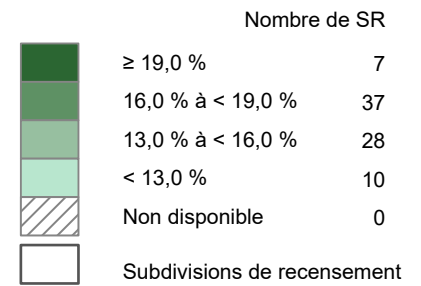 Nombre de SR
≥ 19,0 % 7
16,0 % à < 19,0 % 37
13,0 % à < 16,0 % 28
< 13,0 % 10
Non disponible 0
Subdivisions de recensement